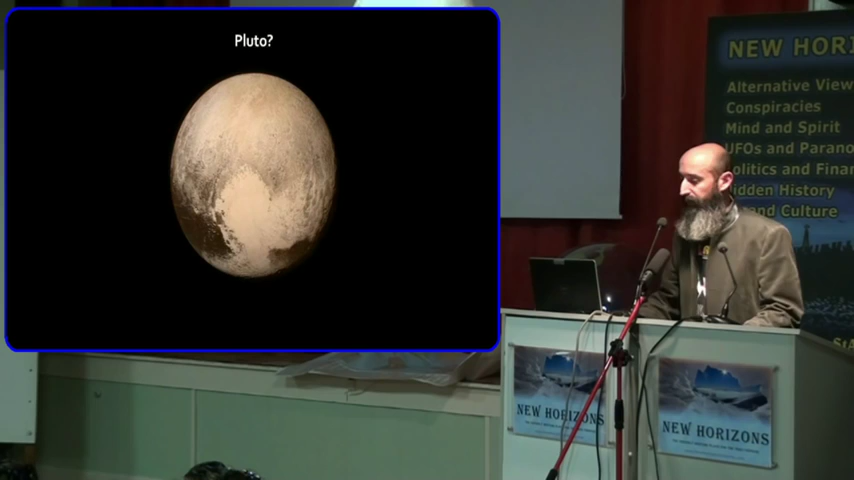 Pluto?
NEW HORI
Alternative View
Conspiracies
Mind and Spirit
UFOs and Parano
olitics and Finan
idden History
and Culture
NEW HORIZONS
NEW HORIZONS